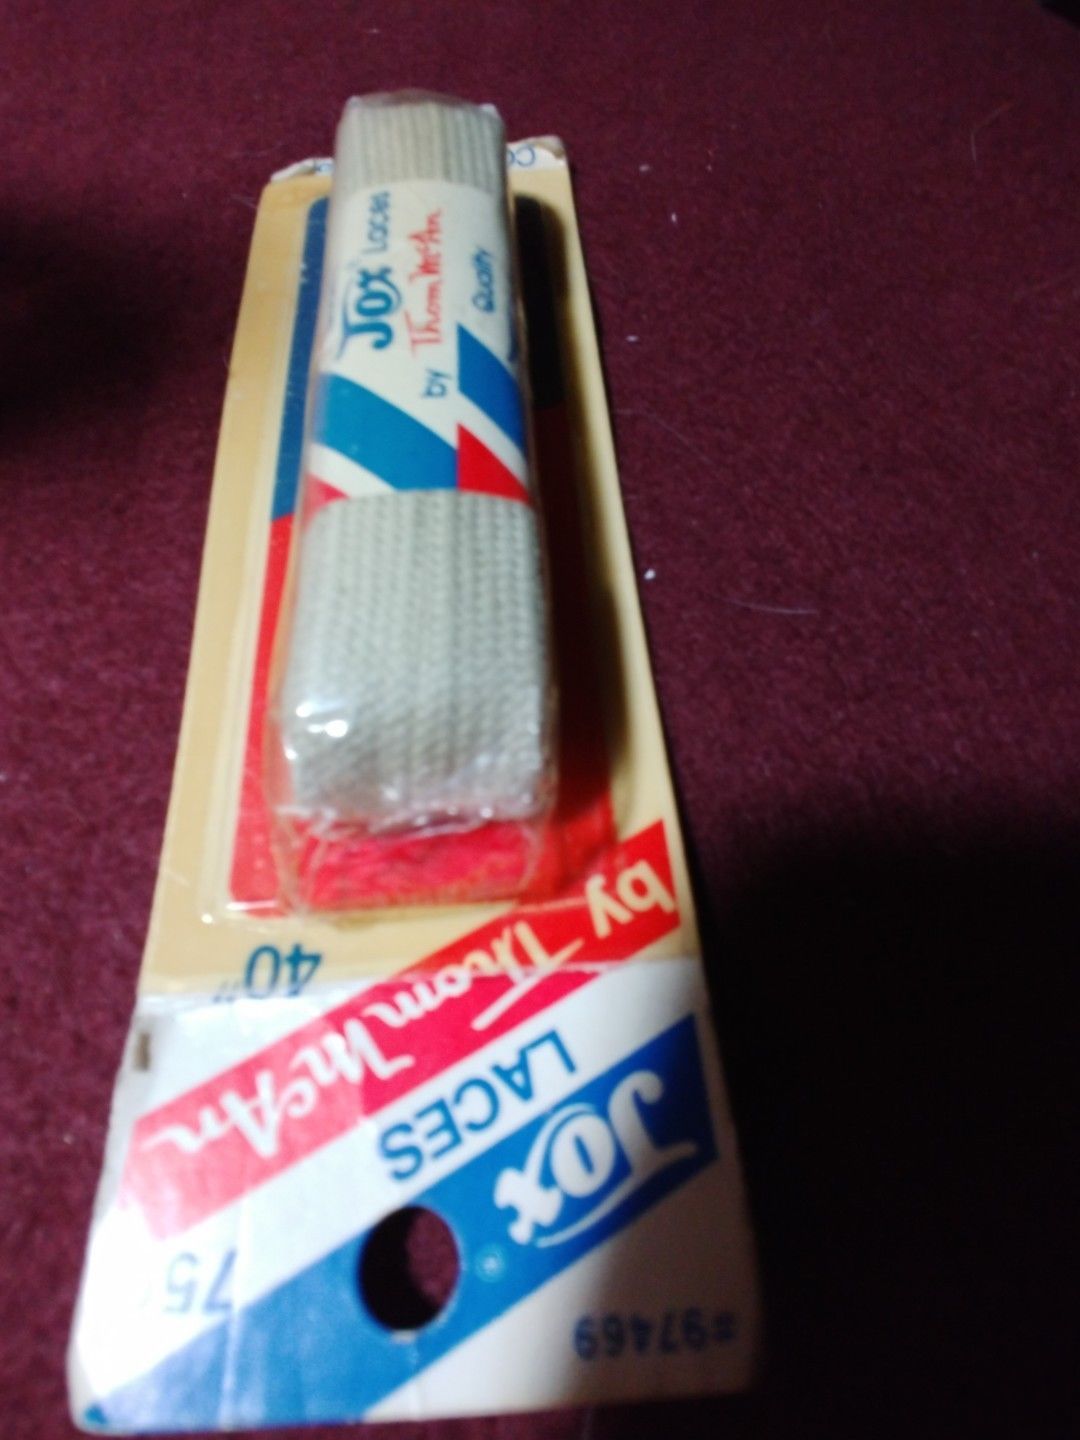 JOX
LACES
by Thom McAn
=97469
75
40"
JOX Laces
by Thom McAn
Quality